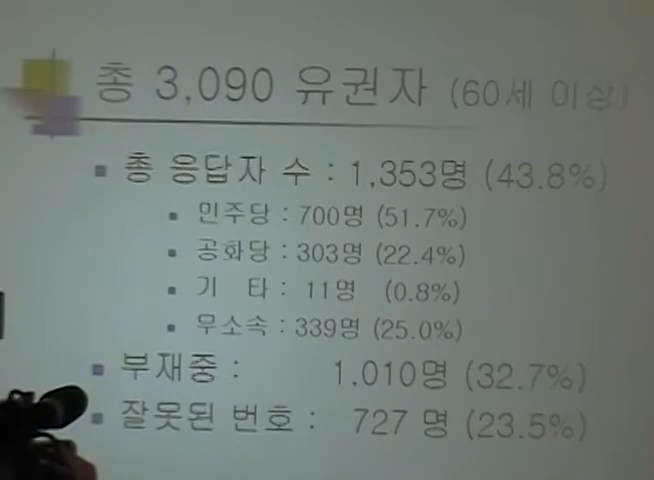 총 3,090 유권자 (60세 이상)
총 응답자 수 : 1,353명 (43.8%)
민주당 : 700명 (51.7%)
공화당 : 303명 (22.4%)
기 타 : 11명 (0.8%)
무소속 : 339명 (25.0%)
부재중 : 1,010명 (32.7%)
잘못된 번호 : 727 명 (23.5%)